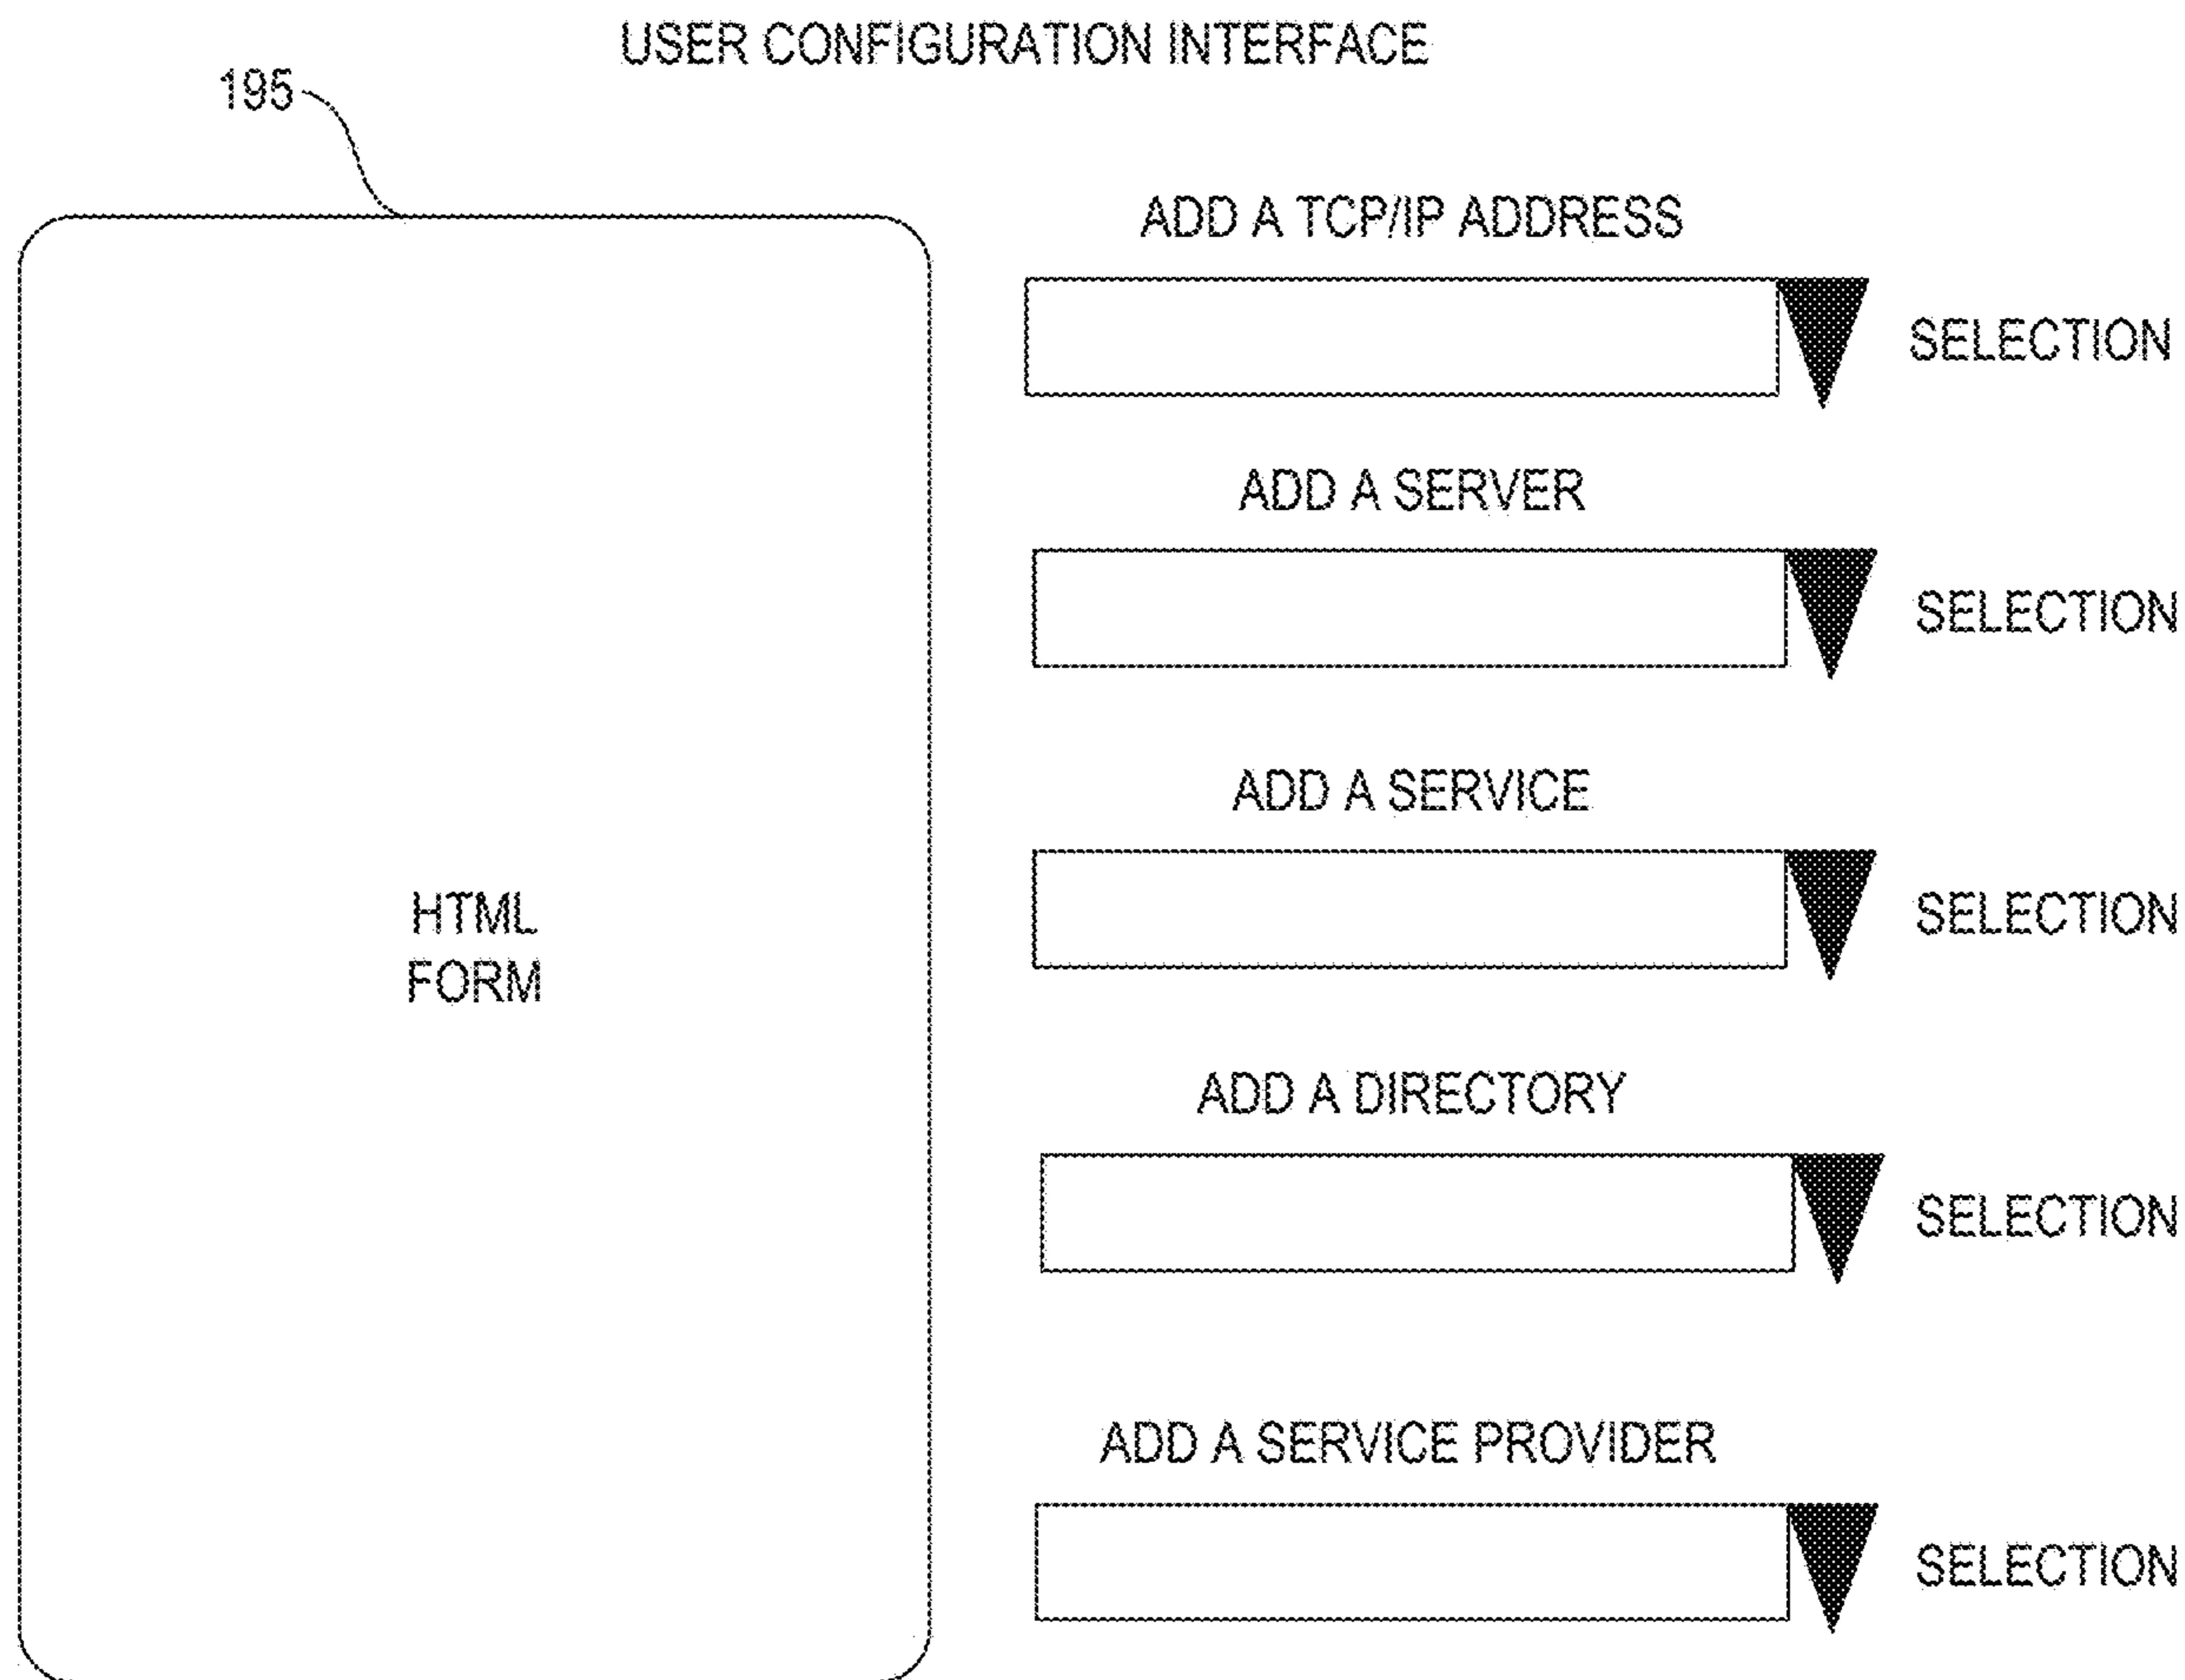 USER CONFIGURATION INTERFACE
195
HTML
FORM
ADD A TCP/IP ADDRESS
SELECTION
ADD A SERVER
SELECTION
ADD A SERVICE
SELECTION
ADD A DIRECTORY
SELECTION
ADD A SERVICE PROVIDER
SELECTION